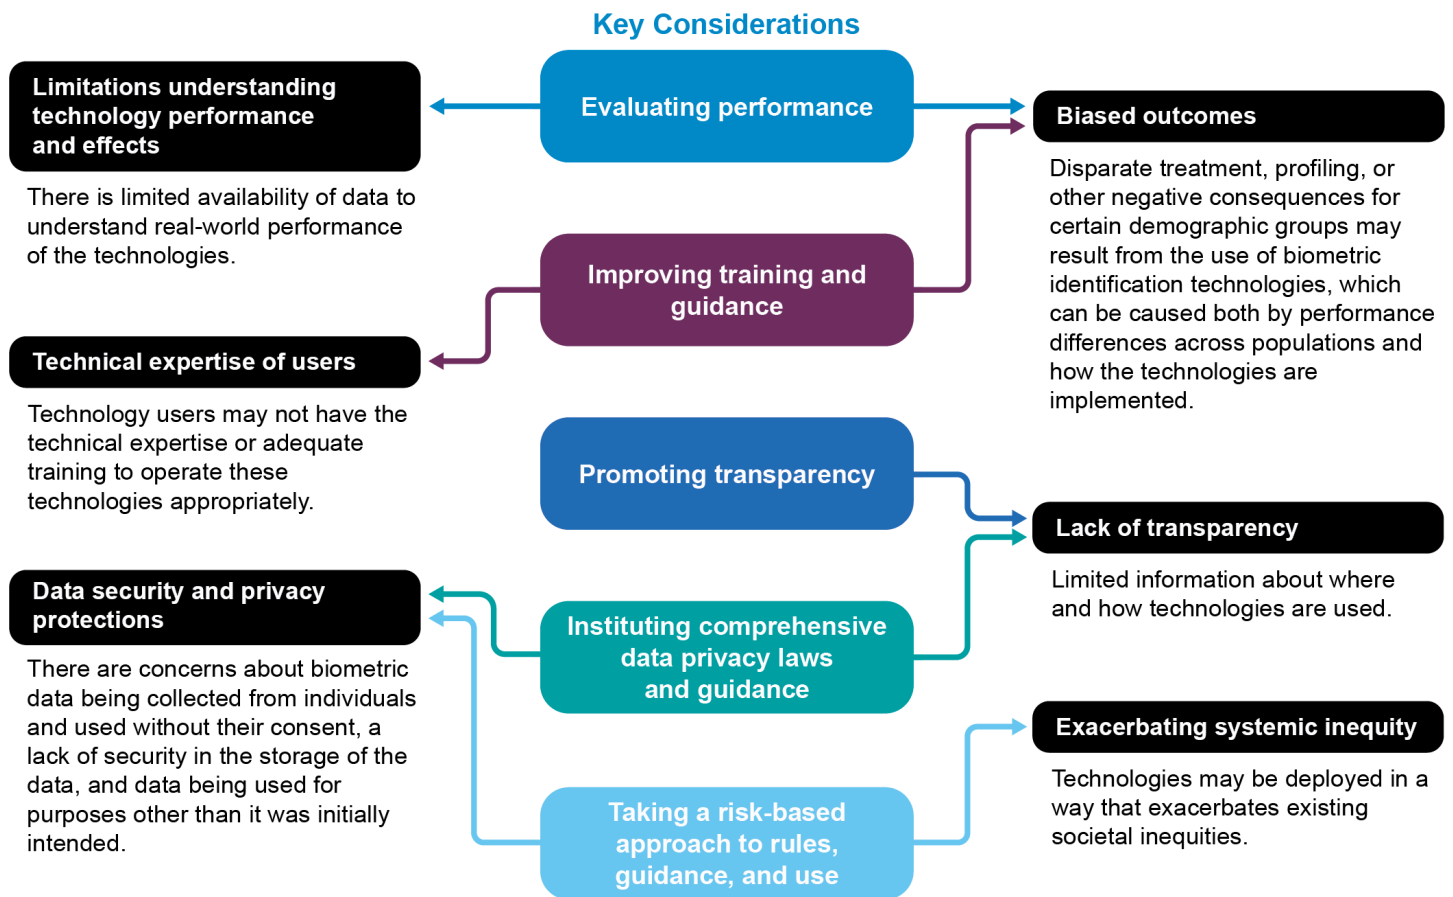 Key Considerations
Limitations understanding
technology performance
and effects
There is limited availability of data to
understand real-world performance
of the technologies.
Technical expertise of users
Technology users may not have the
technical expertise or adequate
training to operate these
technologies appropriately.
Data security and privacy
protections
There are concerns about biometric
data being collected from individuals
and used without their consent, a
lack of security in the storage of the
data, and data being used for
purposes other than it was initially
intended.
Evaluating performance
Improving training and
guidance
Promoting transparency
Instituting comprehensive
data privacy laws
and guidance
Taking a risk-based
approach to rules,
guidance, and use
Biased outcomes
Disparate treatment, profiling, or
other negative consequences for
certain demographic groups may
result from the use of biometric
identification technologies, which
can be caused both by performance
differences across populations and
how the technologies are
implemented.
Lack of transparency
Limited information about where
and how technologies are used.
Exacerbating systemic inequity
Technologies may be deployed in a
way that exacerbates existing
societal inequities.